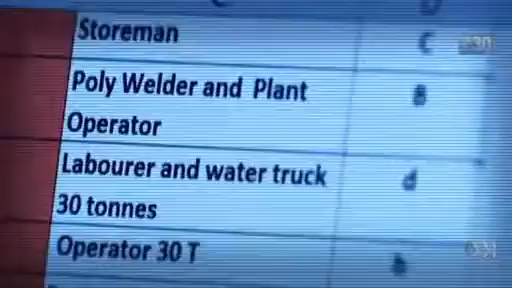 Storeman
C
Poly Welder and Plant
Operator
B
Labourer and water truck
30 tonnes
d
Operator 30 T
b